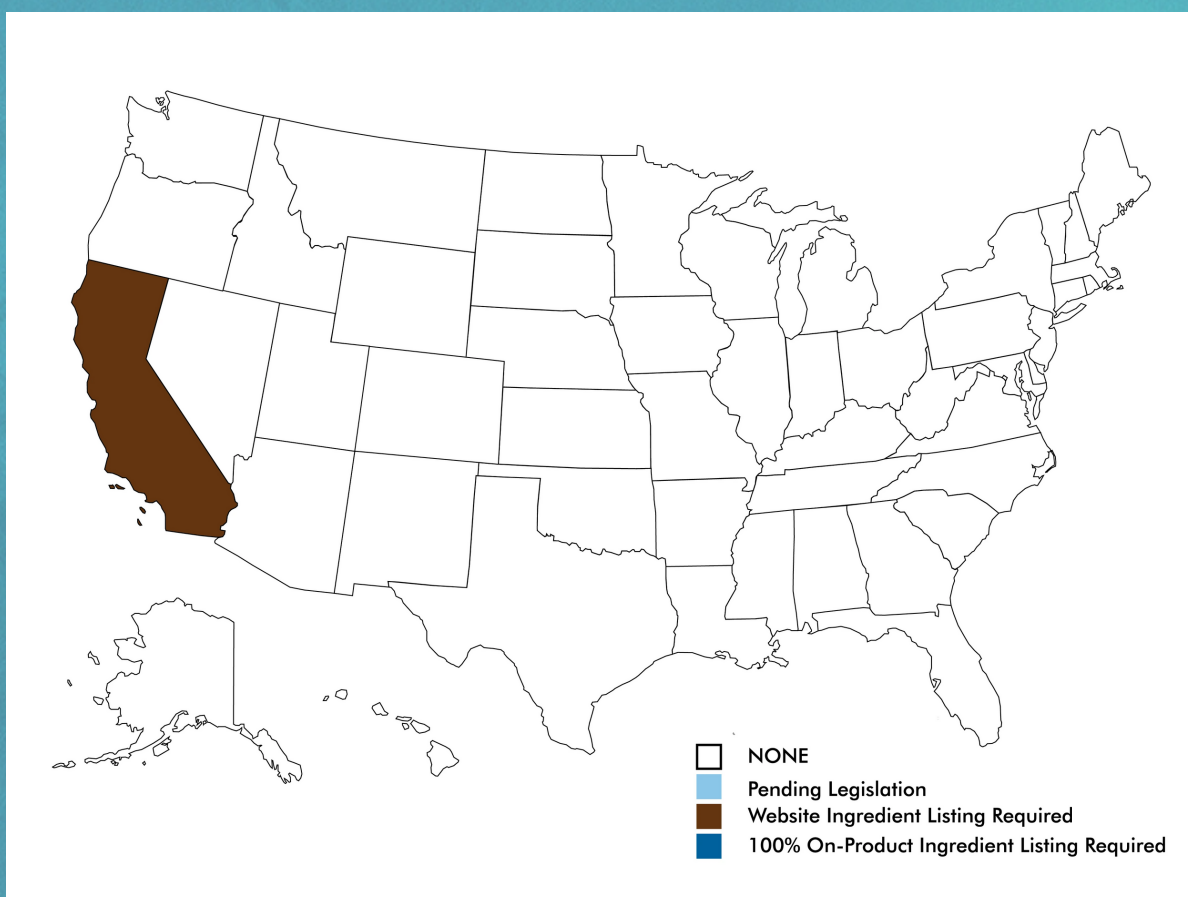 NONE
Pending Legislation
Website Ingredient Listing Required
100% On-Product Ingredient Listing Required